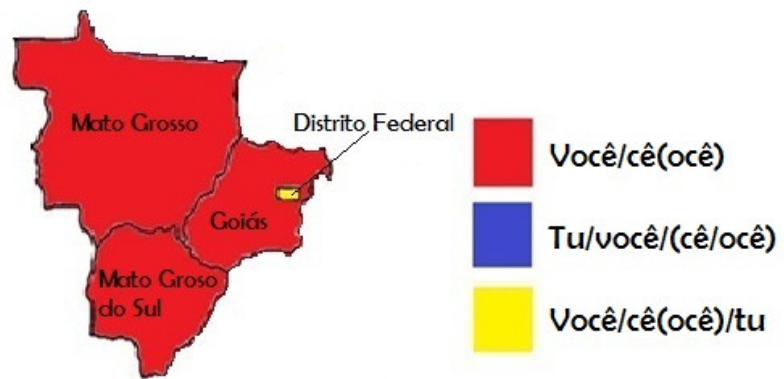 Mato Grosso
Distrito Federal
Goiás
Mato Groso
do Sul
Você/cê(ocê)
Tu/você/(cê/ocê)
Você/cê(ocê)/tu